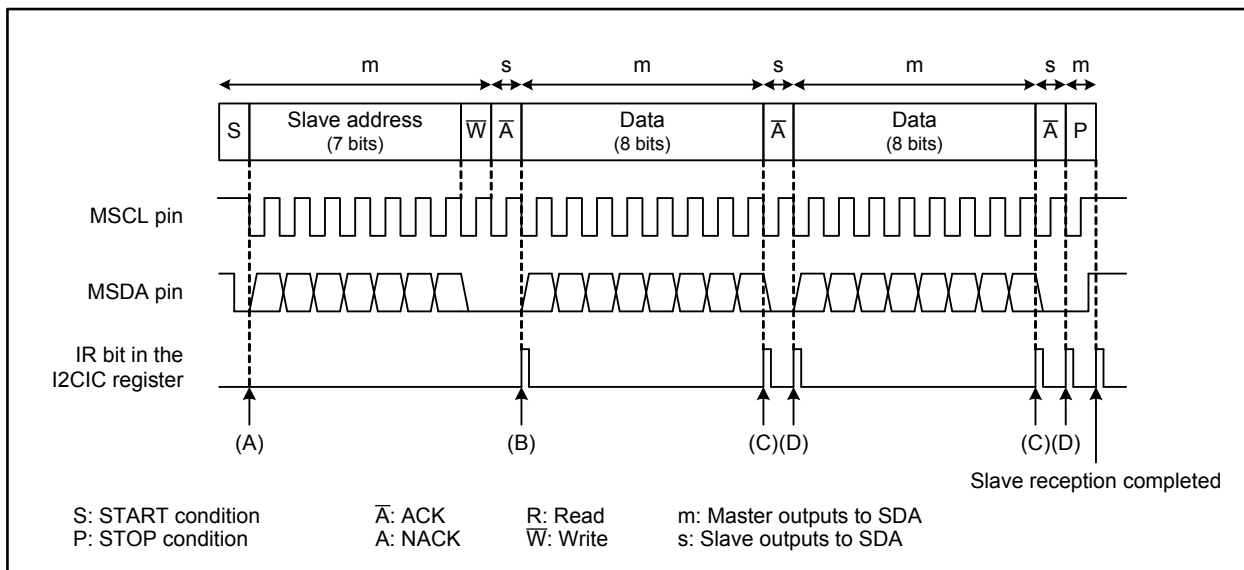 m s m s m s m
S Slave address (7 bits) W̅ A̅ Data (8 bits) A̅ Data (8 bits) A̅ P
MSCL pin
MSDA pin
IR bit in the
I2CIC register
(A) (B) (C)(D) (C)(D)
Slave reception completed
S: START condition A̅: ACK R: Read m: Master outputs to SDA
P: STOP condition A: NACK W̅: Write s: Slave outputs to SDA